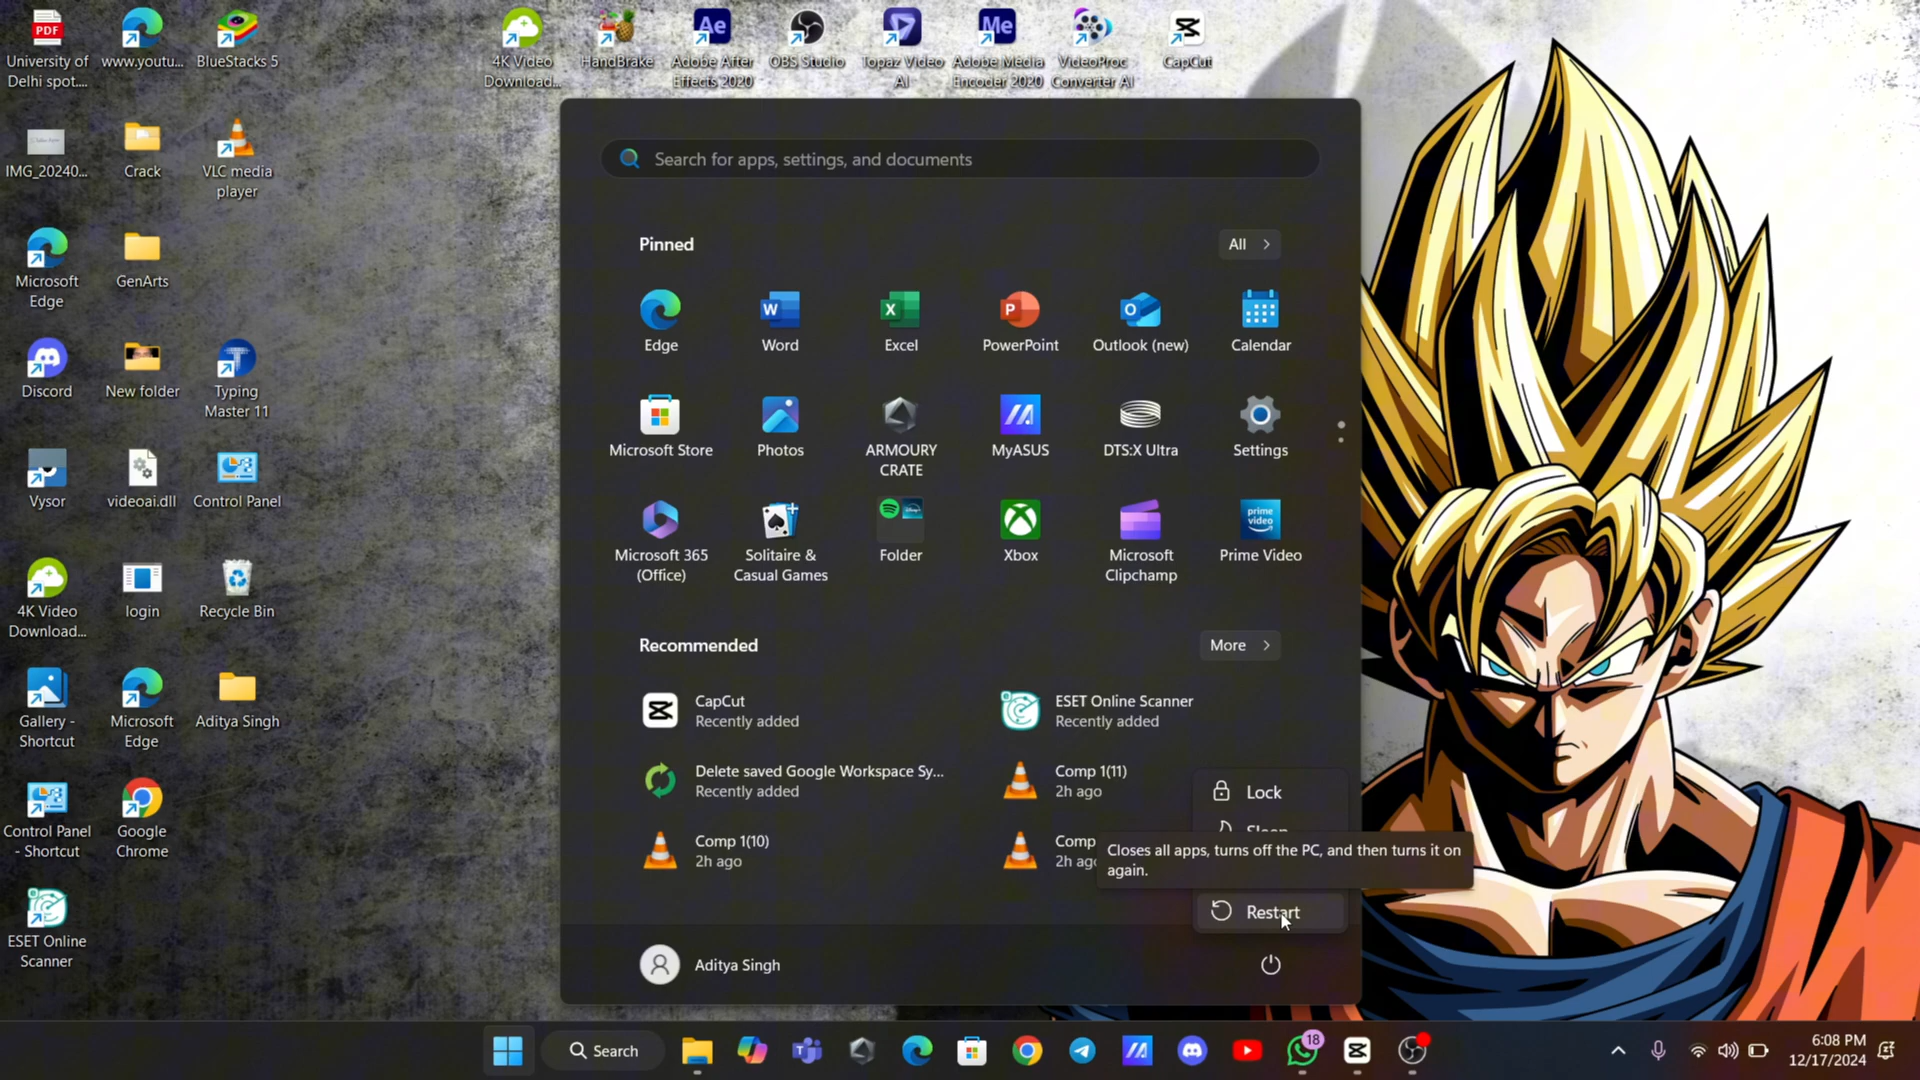 PDF
University of
Delhi spot....
www.youtu...
BlueStacks 5
4K Video
Download...
HandBrake
Ae
Adobe After
Effects 2020
OBS Studio
Topaz Video
AI
Me
Adobe Media
Encoder 2020
VideoProc
Converter AI
CapCut
IMG_20240...
Crack
VLC media
player
Microsoft
Edge
GenArts
Discord
New folder
Typing
Master 11
Vysor
videoai.dll
Control Panel
4K Video
Download...
login
Recycle Bin
Gallery -
Shortcut
Microsoft
Edge
Aditya Singh
Control Panel
- Shortcut
Google
Chrome
ESET Online
Scanner
Search for apps, settings, and documents
Pinned
All
Edge
Word
Excel
PowerPoint
Outlook (new)
Calendar
Microsoft Store
Photos
ARMOURY
CRATE
MyASUS
DTS:X Ultra
Settings
Microsoft 365
(Office)
Solitaire &
Casual Games
Folder
Xbox
Microsoft
Clipchamp
prime
video
Prime Video
Recommended
More
CapCut
Recently added
ESET Online Scanner
Recently added
Delete saved Google Workspace Sy...
Recently added
Comp 1(11)
2h ago
Comp 1(10)
2h ago
Comp
2h ago
Lock
Sleep
Closes all apps, turns off the PC, and then turns it on
again.
Restart
Aditya Singh
Search
18
6:08 PM
12/17/2024